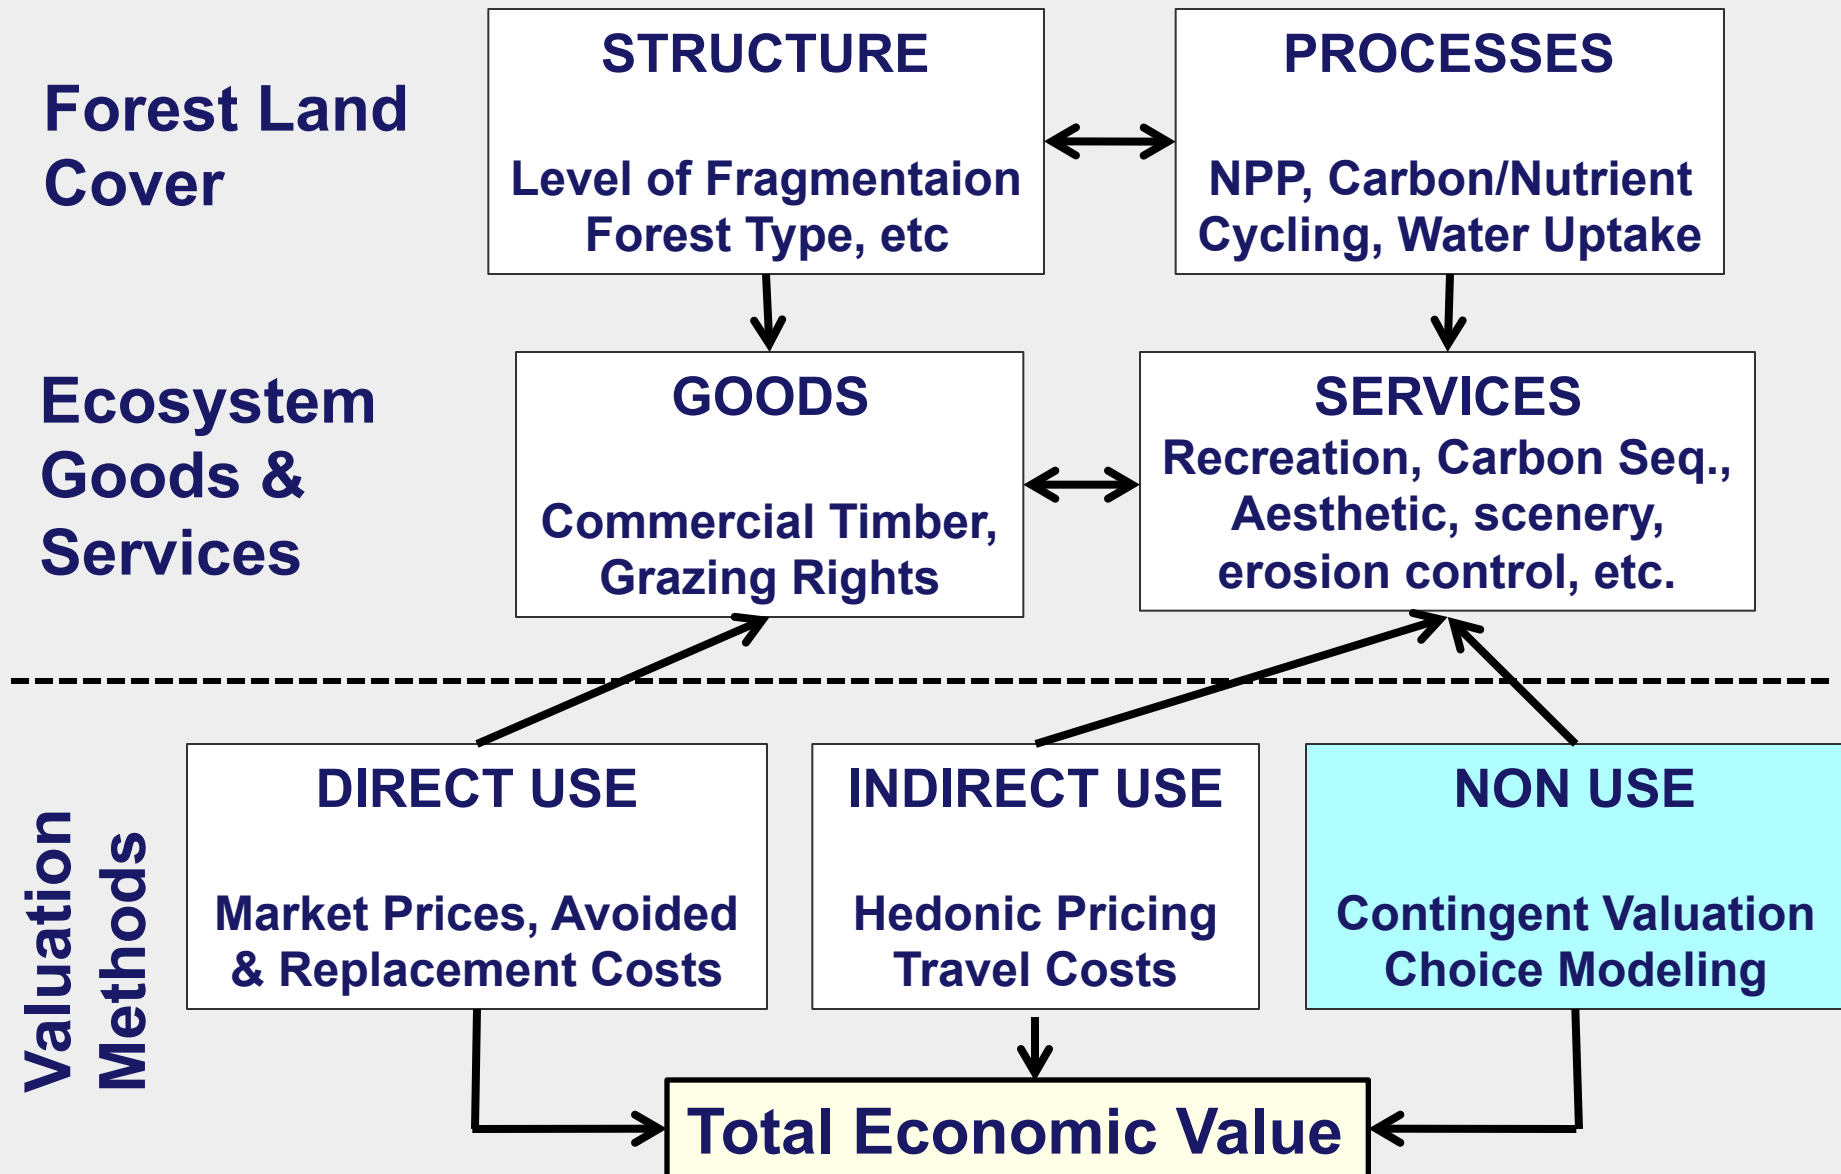 Forest Land
Cover
STRUCTURE
Level of Fragmentaion
Forest Type, etc
PROCESSES
NPP, Carbon/Nutrient
Cycling, Water Uptake
Ecosystem
Goods &
Services
GOODS
Commercial Timber,
Grazing Rights
SERVICES
Recreation, Carbon Seq.,
Aesthetic, scenery,
erosion control, etc.
Valuation
Methods
DIRECT USE
Market Prices, Avoided
& Replacement Costs
INDIRECT USE
Hedonic Pricing
Travel Costs
NON USE
Contingent Valuation
Choice Modeling
Total Economic Value